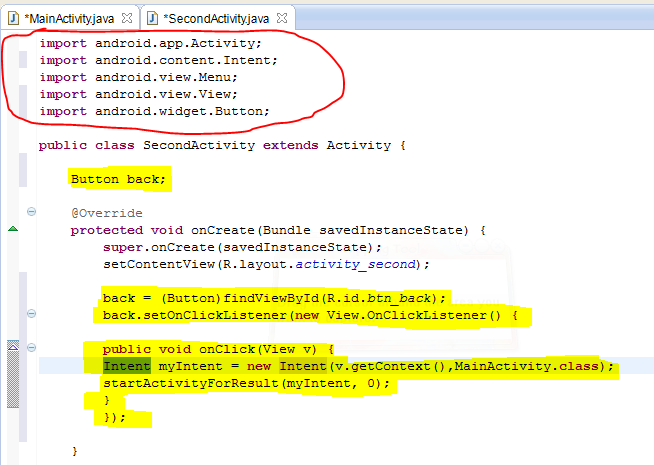 *MainActivity.java *SecondActivity.java
import android.app.Activity;
import android.content.Intent;
import android.view.Menu;
import android.view.View;
import android.widget.Button;
public class SecondActivity extends Activity {
Button back;
@Override
protected void onCreate(Bundle savedInstanceState) {
super.onCreate(savedInstanceState);
setContentView(R.layout.activity_second);
back = (Button)findViewById(R.id.btn_back);
back.setOnClickListener(new View.OnClickListener() {
public void onClick(View v) {
Intent myIntent = new Intent(v.getContext(),MainActivity.class);
startActivityForResult(myIntent, 0);
}
});
}